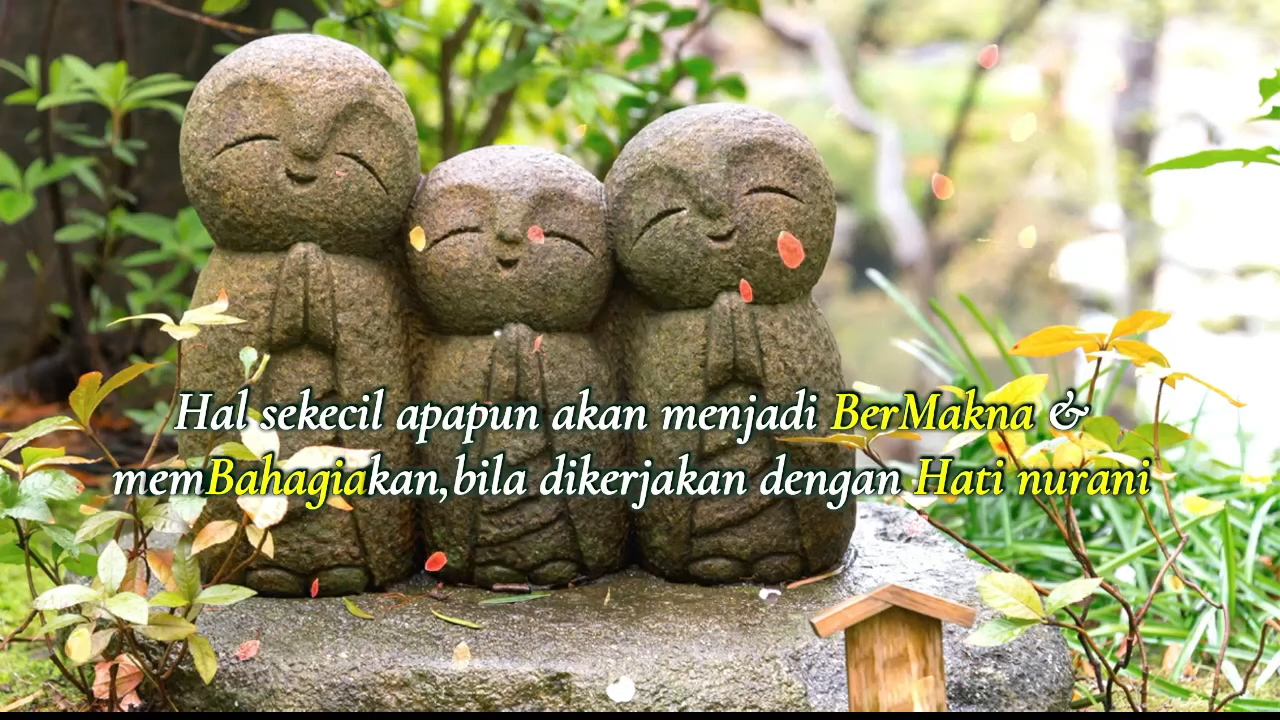 Hal sekecil apapun akan menjadi BerMakna &
memBahagiakan,bila dikerjakan dengan Hati nurani